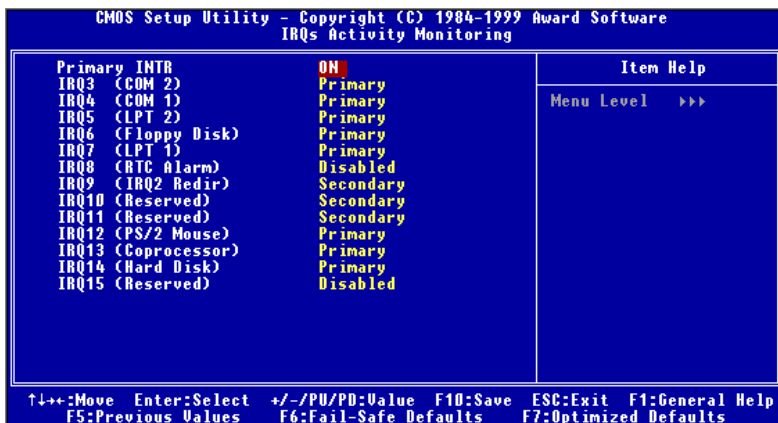 CMOS Setup Utility - Copyright (C) 1984-1999 Award Software
IRQs Activity Monitoring
Primary INTR ON
IRQ3 (COM 2) Primary
IRQ4 (COM 1) Primary
IRQ5 (LPT 2) Primary
IRQ6 (Floppy Disk) Primary
IRQ7 (LPT 1) Primary
IRQ8 (RTC Alarm) Disabled
IRQ9 (IRQ2 Redir) Secondary
IRQ10 (Reserved) Secondary
IRQ11 (Reserved) Secondary
IRQ12 (PS/2 Mouse) Primary
IRQ13 (Coprocessor) Primary
IRQ14 (Hard Disk) Primary
IRQ15 (Reserved) Disabled
Item Help
Menu Level ▸▸▸
↑↓→←:Move Enter:Select +/-/PU/PD:Value F10:Save ESC:Exit F1:General Help
F5:Previous Values F6:Fail-Safe Defaults F7:Optimized Defaults